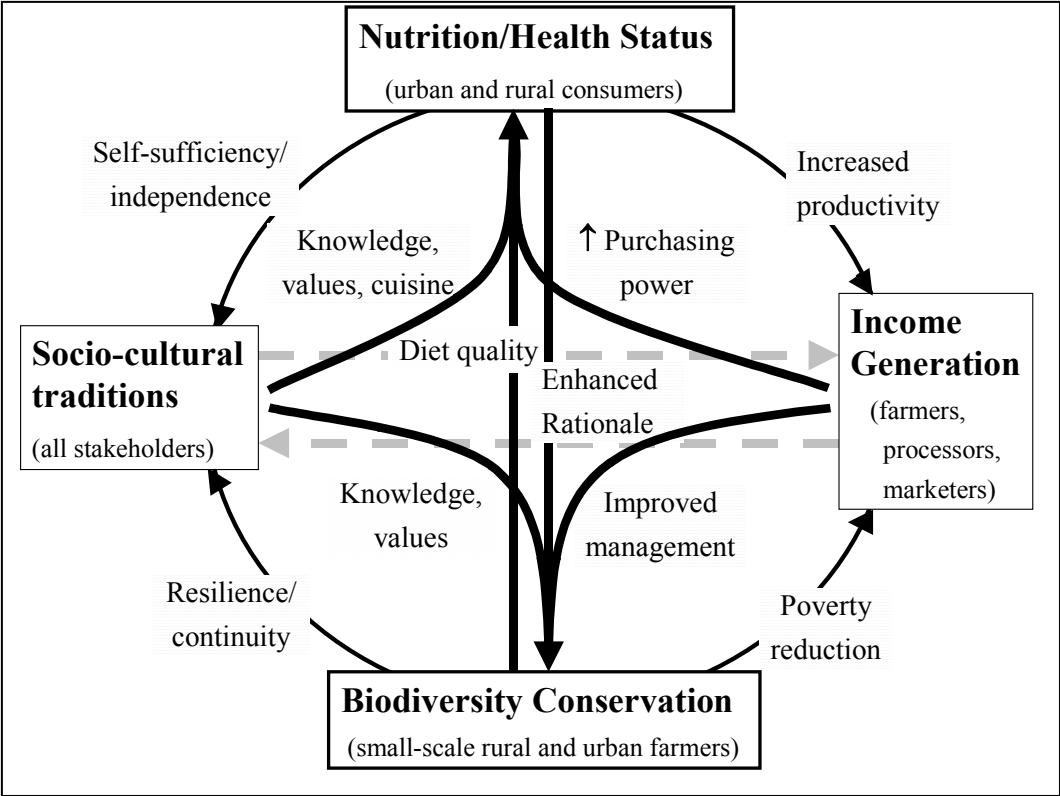 Nutrition/Health Status
(urban and rural consumers)
Self-sufficiency/
independence
Increased
productivity
Knowledge,
values, cuisine
↑ Purchasing
power
Socio-cultural
traditions
(all stakeholders)
Diet quality
Enhanced
Rationale
Income
Generation
(farmers,
processors,
marketers)
Knowledge,
values
Improved
management
Resilience/
continuity
Poverty
reduction
Biodiversity Conservation
(small-scale rural and urban farmers)